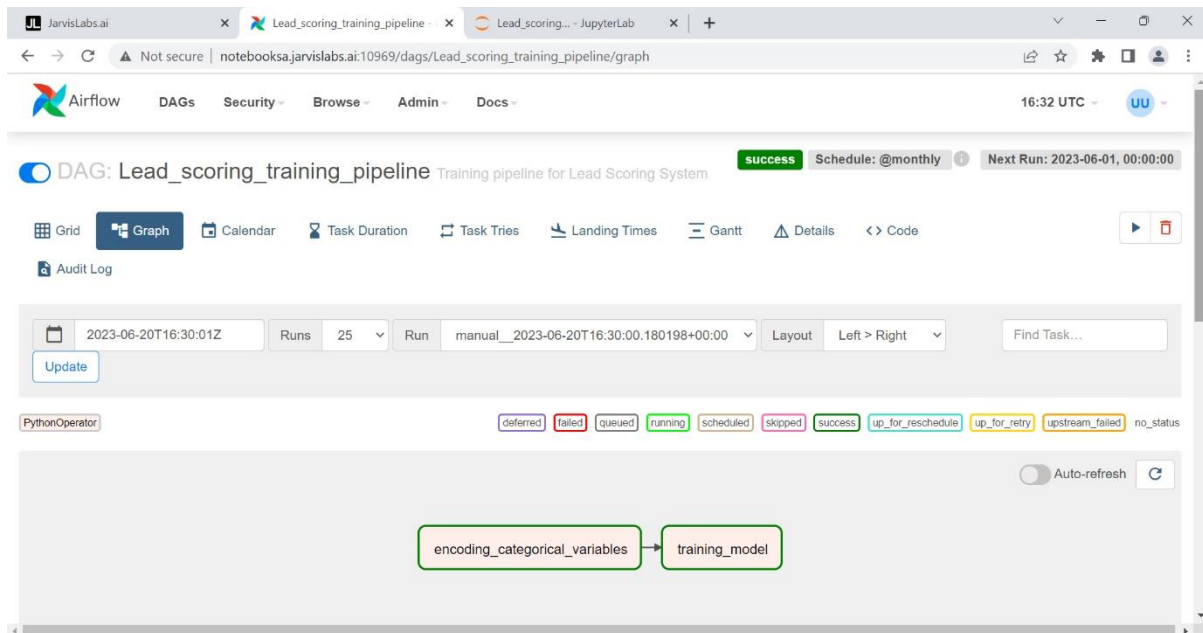 JL JarvisLabs.ai Lead_scoring_training_pipeline - Lead_scoring... - JupyterLab
Not secure | notebooksa.jarvislabs.ai:10969/dags/Lead_scoring_training_pipeline/graph
Airflow DAGs Security Browse Admin Docs 16:32 UTC UU
success Schedule: @monthly i Next Run: 2023-06-01, 00:00:00
DAG: Lead_scoring_training_pipeline Training pipeline for Lead Scoring System
Grid Graph Calendar Task Duration Task Tries Landing Times Gantt Details <> Code
Audit Log
2023-06-20T16:30:01Z Runs 25 Run manual__2023-06-20T16:30:00.180198+00:00 Layout Left > Right Find Task...
Update
PythonOperator deferred failed queued running scheduled skipped success up_for_reschedule up_for_retry upstream_failed no_status
Auto-refresh
encoding_categorical_variables training_model